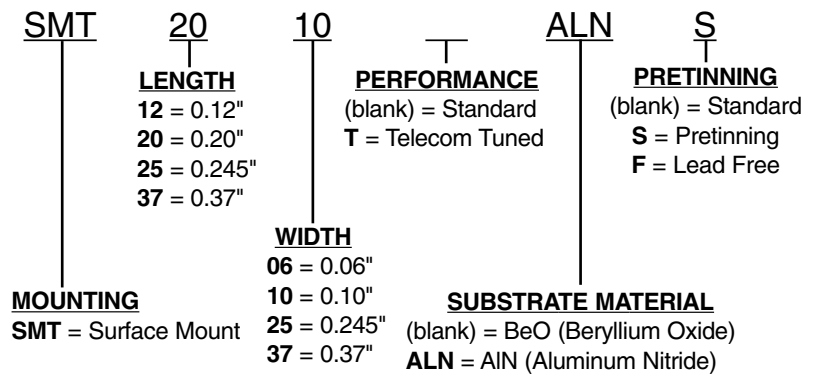 SMT 20 10 __ ALN S
LENGTH
12 = 0.12"
20 = 0.20"
25 = 0.245"
37 = 0.37"
PERFORMANCE
(blank) = Standard
T = Telecom Tuned
PRETINNING
(blank) = Standard
S = Pretinning
F = Lead Free
WIDTH
06 = 0.06"
10 = 0.10"
25 = 0.245"
37 = 0.37"
MOUNTING
SMT = Surface Mount
SUBSTRATE MATERIAL
(blank) = BeO (Beryllium Oxide)
ALN = AlN (Aluminum Nitride)